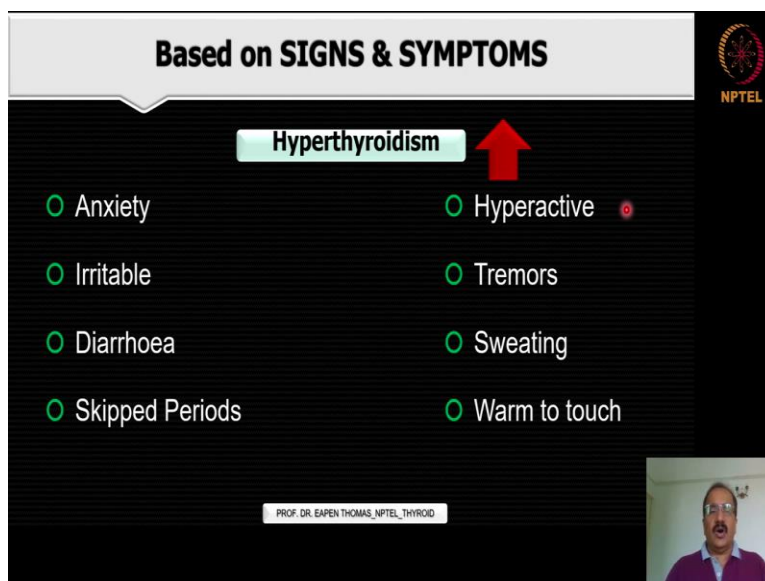 Based on SIGNS & SYMPTOMS
NPTEL
Hyperthyroidism
Anxiety
Irritable
Diarrhoea
Skipped Periods
Hyperactive
Tremors
Sweating
Warm to touch
PROF. DR. EAPEN THOMAS_NPTEL_THYROID